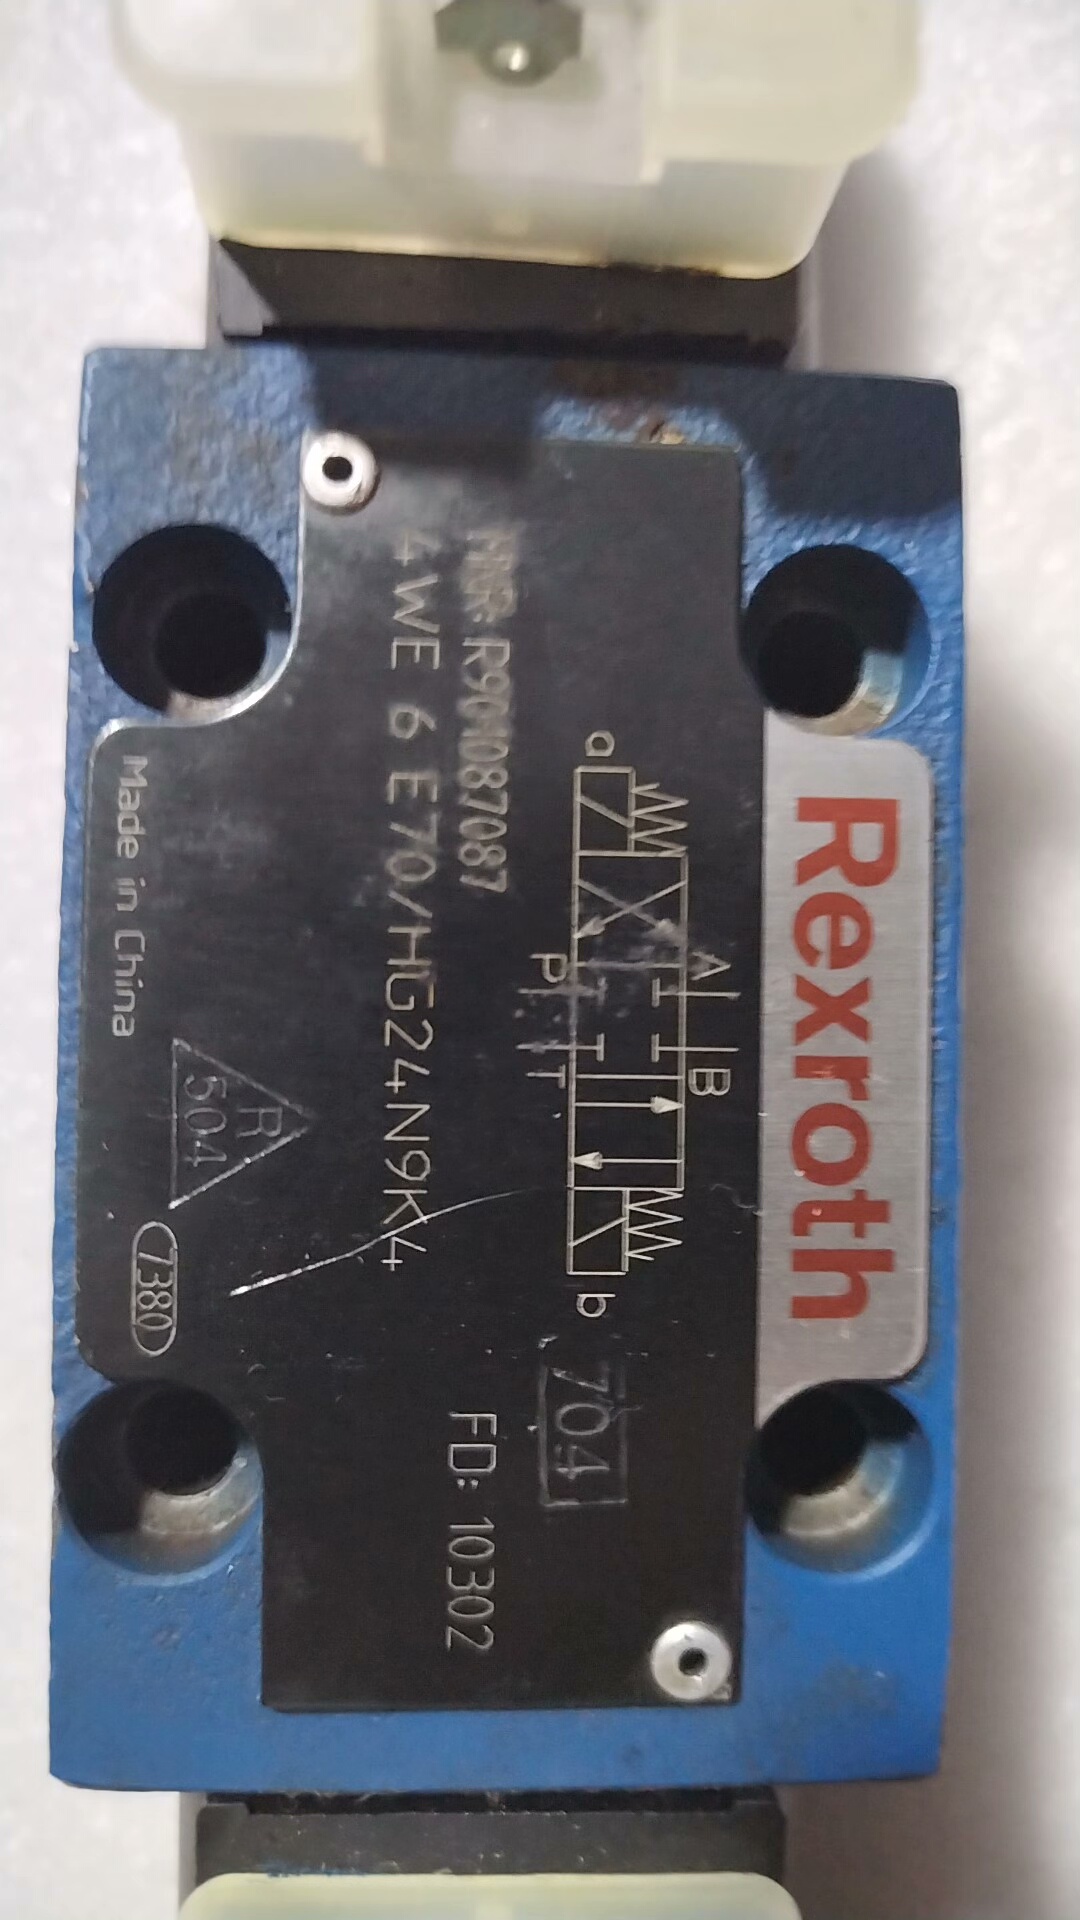 Rexroth
A B
a b
P T
704
MNR: R901087087
FD: 10302
4WE 6 E70/HG24N9K4
R
504
7380
Made in China